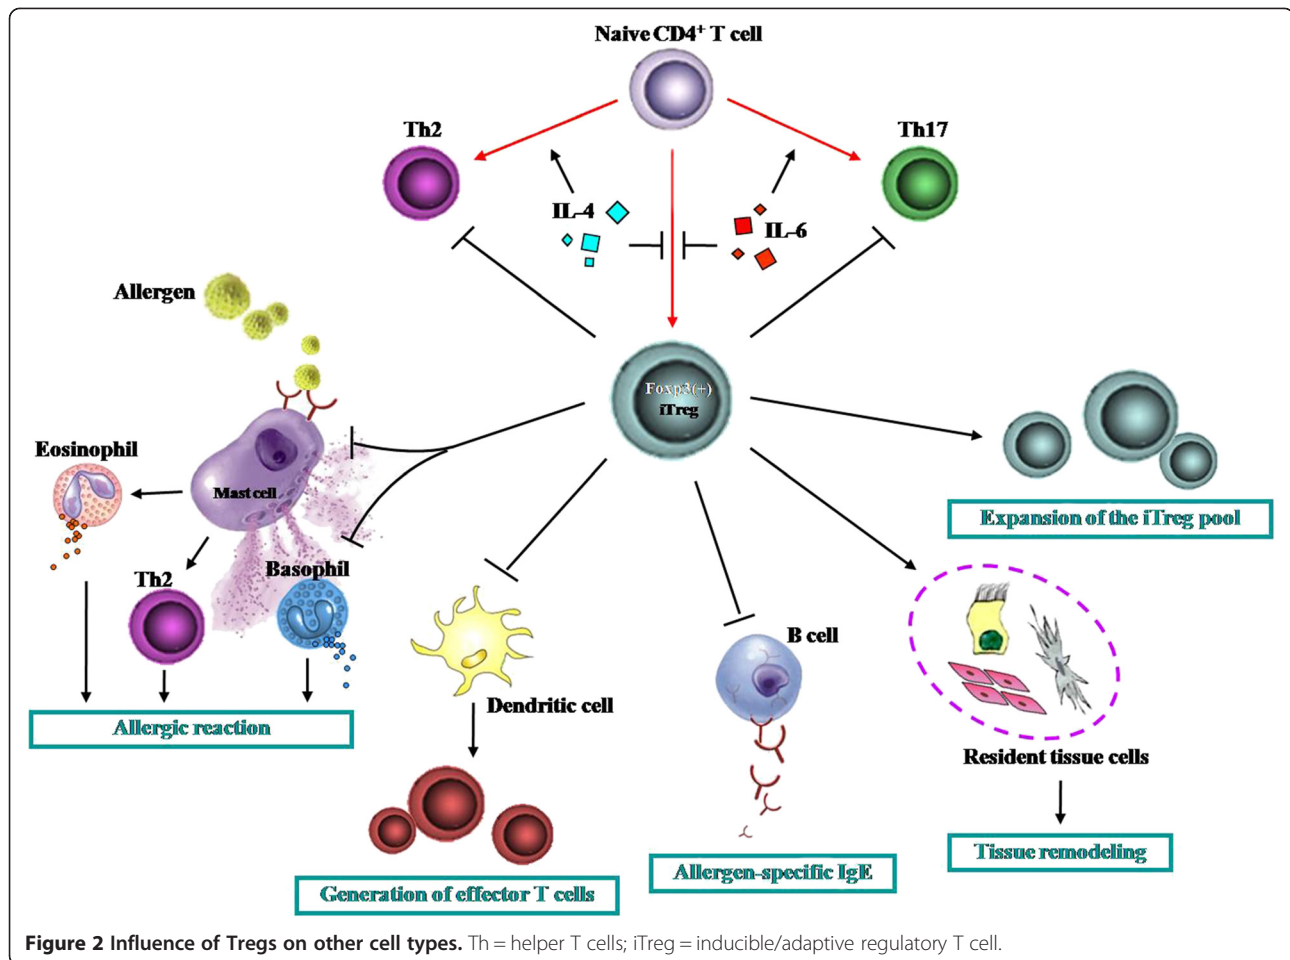 Naive CD4+ T cell
Th2
Th17
IL-4
IL-6
Allergen
Foxp3(+)
iTreg
Eosinophil
Mast cell
Expansion of the iTreg pool
Th2
Basophil
B cell
Dendritic cell
Allergic reaction
Resident tissue cells
Tissue remodeling
Allergen-specific IgE
Generation of effector T cells
Figure 2 Influence of Tregs on other cell types. Th = helper T cells; iTreg = inducible/adaptive regulatory T cell.